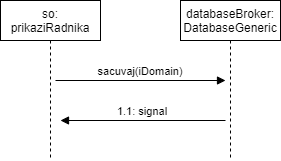 so:
prikaziRadnika
databaseBroker:
DatabaseGeneric
sacuvaj(iDomain)
1.1: signal